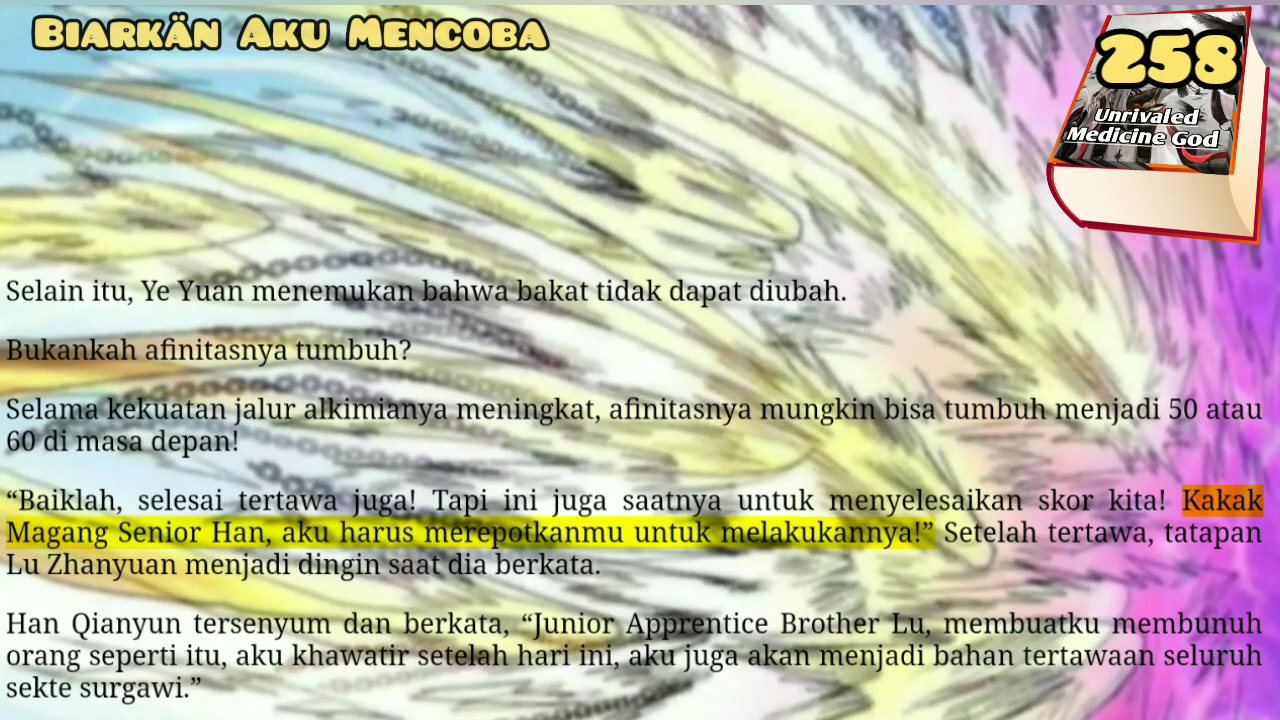 Biarkän Aku Mencoba
258
Unrivaled
Medicine God
Selain itu, Ye Yuan menemukan bahwa bakat tidak dapat diubah.
Bukankah afinitasnya tumbuh?
Selama kekuatan jalur alkimianya meningkat, afinitasnya mungkin bisa tumbuh menjadi 50 atau
60 di masa depan!
“Baiklah, selesai tertawa juga! Tapi ini juga saatnya untuk menyelesaikan skor kita! Kakak
Magang Senior Han, aku harus merepotkanmu untuk melakukannya!” Setelah tertawa, tatapan
Lu Zhanyuan menjadi dingin saat dia berkata.
Han Qianyun tersenyum dan berkata, “Junior Apprentice Brother Lu, membuatku membunuh
orang seperti itu, aku khawatir setelah hari ini, aku juga akan menjadi bahan tertawaan seluruh
sekte surgawi.”